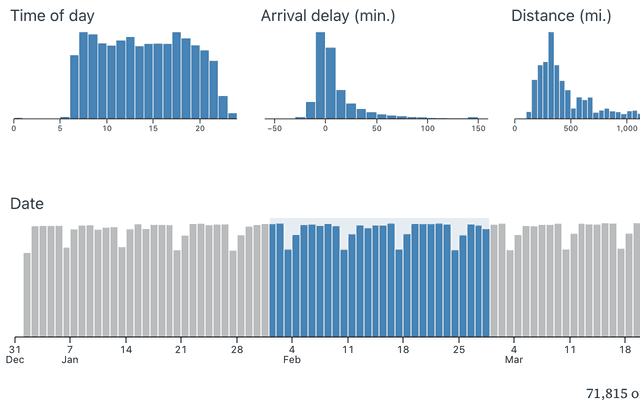 Time of day
Arrival delay (min.)
Distance (mi.)
0 5 10 15 20
−50 0 50 100 150
0 500 1,000
Date
31 7 14 21 28 4 11 18 25 4 11 18
Dec Jan Feb Mar
71,815 o